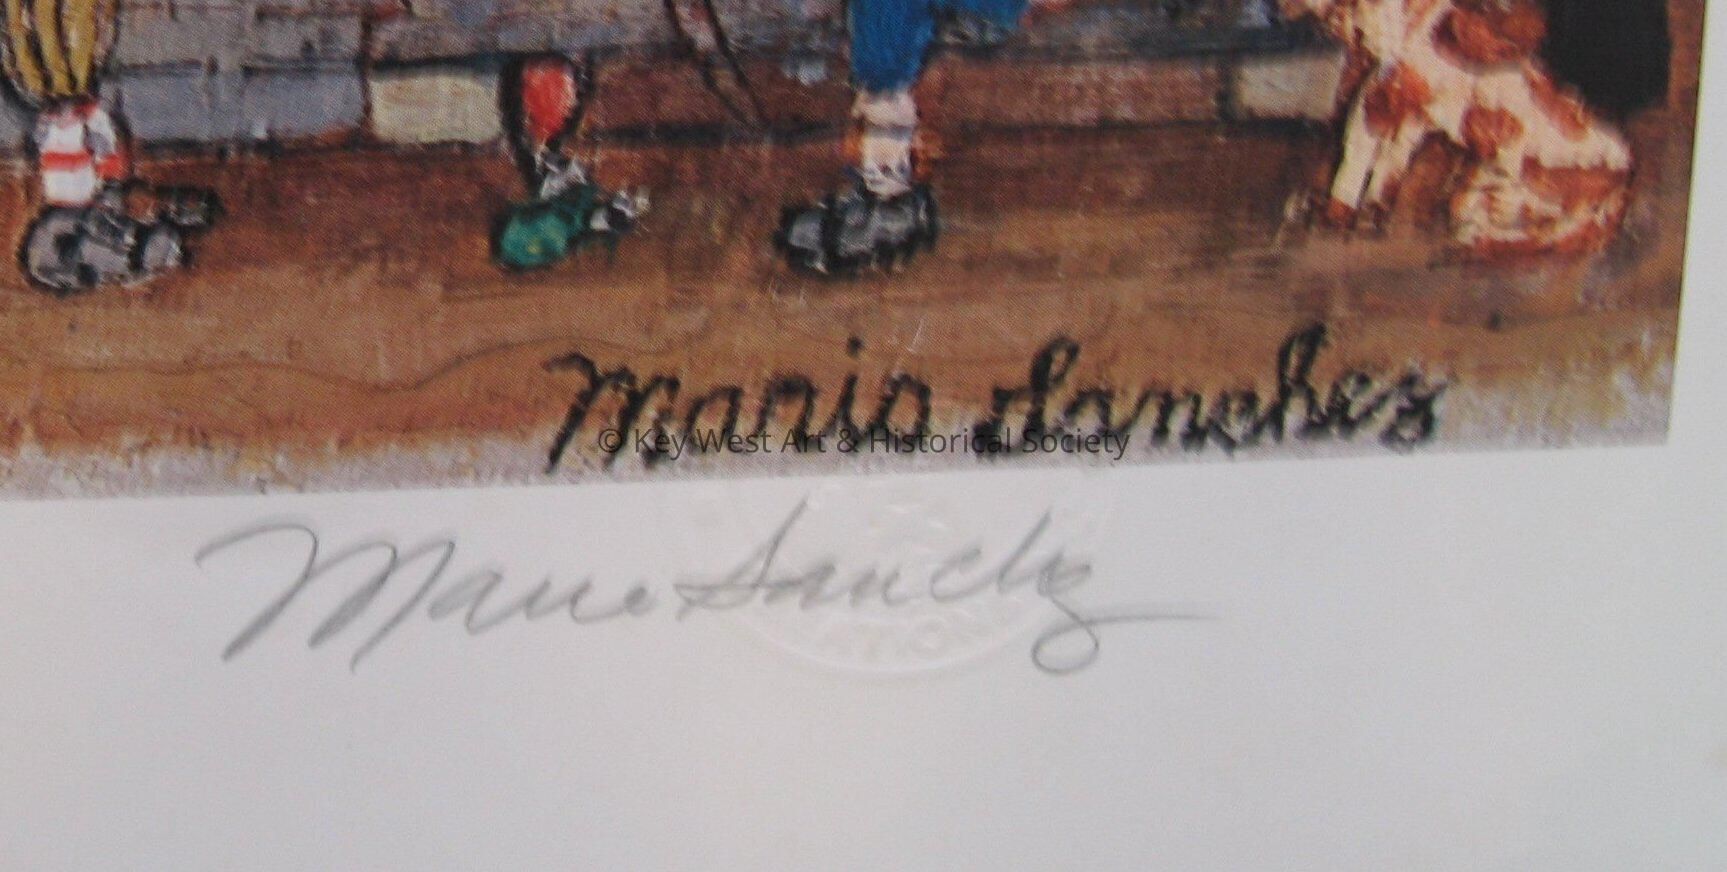 Mario Sanchez
© Key West Art & Historical Society
Mario Sanchez